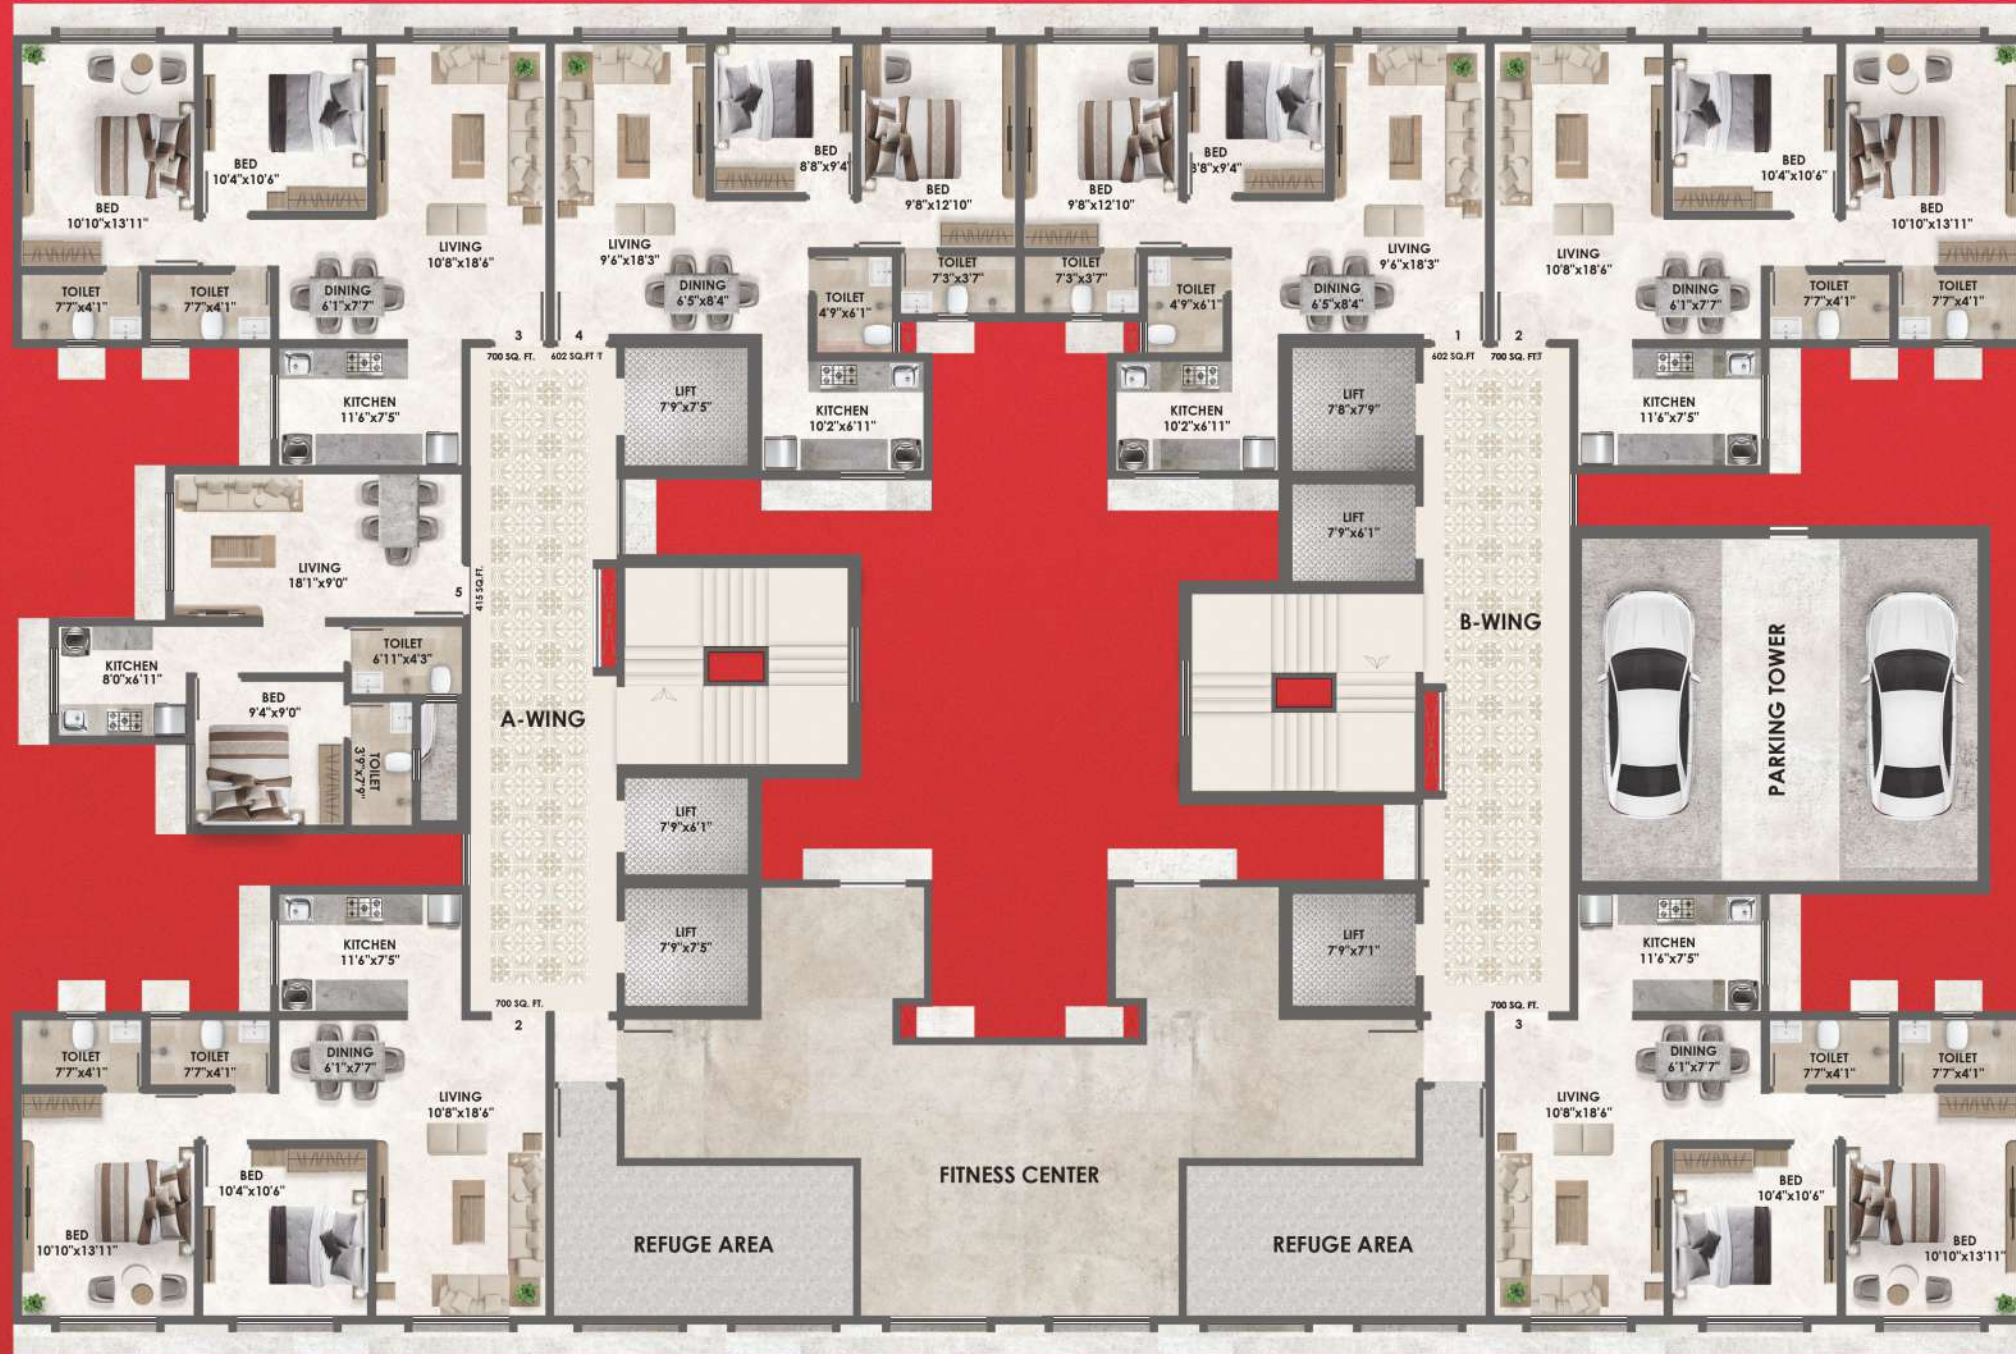 BED
10'10"x13'11"
BED
10'4"x10'6"
LIVING
10'8"x18'6"
TOILET
7'7"x4'1"
TOILET
7'7"x4'1"
DINING
6'1"x7'7"
3
700 SQ. FT.
KITCHEN
11'6"x7'5"
LIVING
9'6"x18'3"
BED
8'8"x9'4"
BED
9'8"x12'10"
DINING
6'5"x8'4"
TOILET
4'9"x6'1"
TOILET
7'3"x3'7"
4
602 SQ.FT
LIFT
7'9"x7'5"
KITCHEN
10'2"x6'11"
BED
9'8"x12'10"
BED
8'8"x9'4"
LIVING
9'6"x18'3"
TOILET
7'3"x3'7"
TOILET
4'9"x6'1"
DINING
6'5"x8'4"
1
602 SQ.FT
KITCHEN
10'2"x6'11"
LIFT
7'8"x7'9"
LIFT
7'9"x6'1"
LIVING
10'8"x18'6"
BED
10'4"x10'6"
BED
10'10"x13'11"
DINING
6'1"x7'7"
TOILET
7'7"x4'1"
TOILET
7'7"x4'1"
2
700 SQ. FT.
KITCHEN
11'6"x7'5"
LIVING
18'1"x9'0"
5
415 SQ.FT.
KITCHEN
8'0"x6'11"
TOILET
6'11"x4'3"
BED
9'4"x9'0"
TOILET
3'9"x7'9"
A-WING
B-WING
PARKING TOWER
LIFT
7'9"x6'1"
LIFT
7'9"x7'5"
LIFT
7'9"x7'1"
KITCHEN
11'6"x7'5"
700 SQ. FT.
2
TOILET
7'7"x4'1"
TOILET
7'7"x4'1"
DINING
6'1"x7'7"
LIVING
10'8"x18'6"
BED
10'4"x10'6"
BED
10'10"x13'11"
REFUGE AREA
FITNESS CENTER
REFUGE AREA
KITCHEN
11'6"x7'5"
700 SQ. FT.
3
DINING
6'1"x7'7"
TOILET
7'7"x4'1"
TOILET
7'7"x4'1"
LIVING
10'8"x18'6"
BED
10'4"x10'6"
BED
10'10"x13'11"